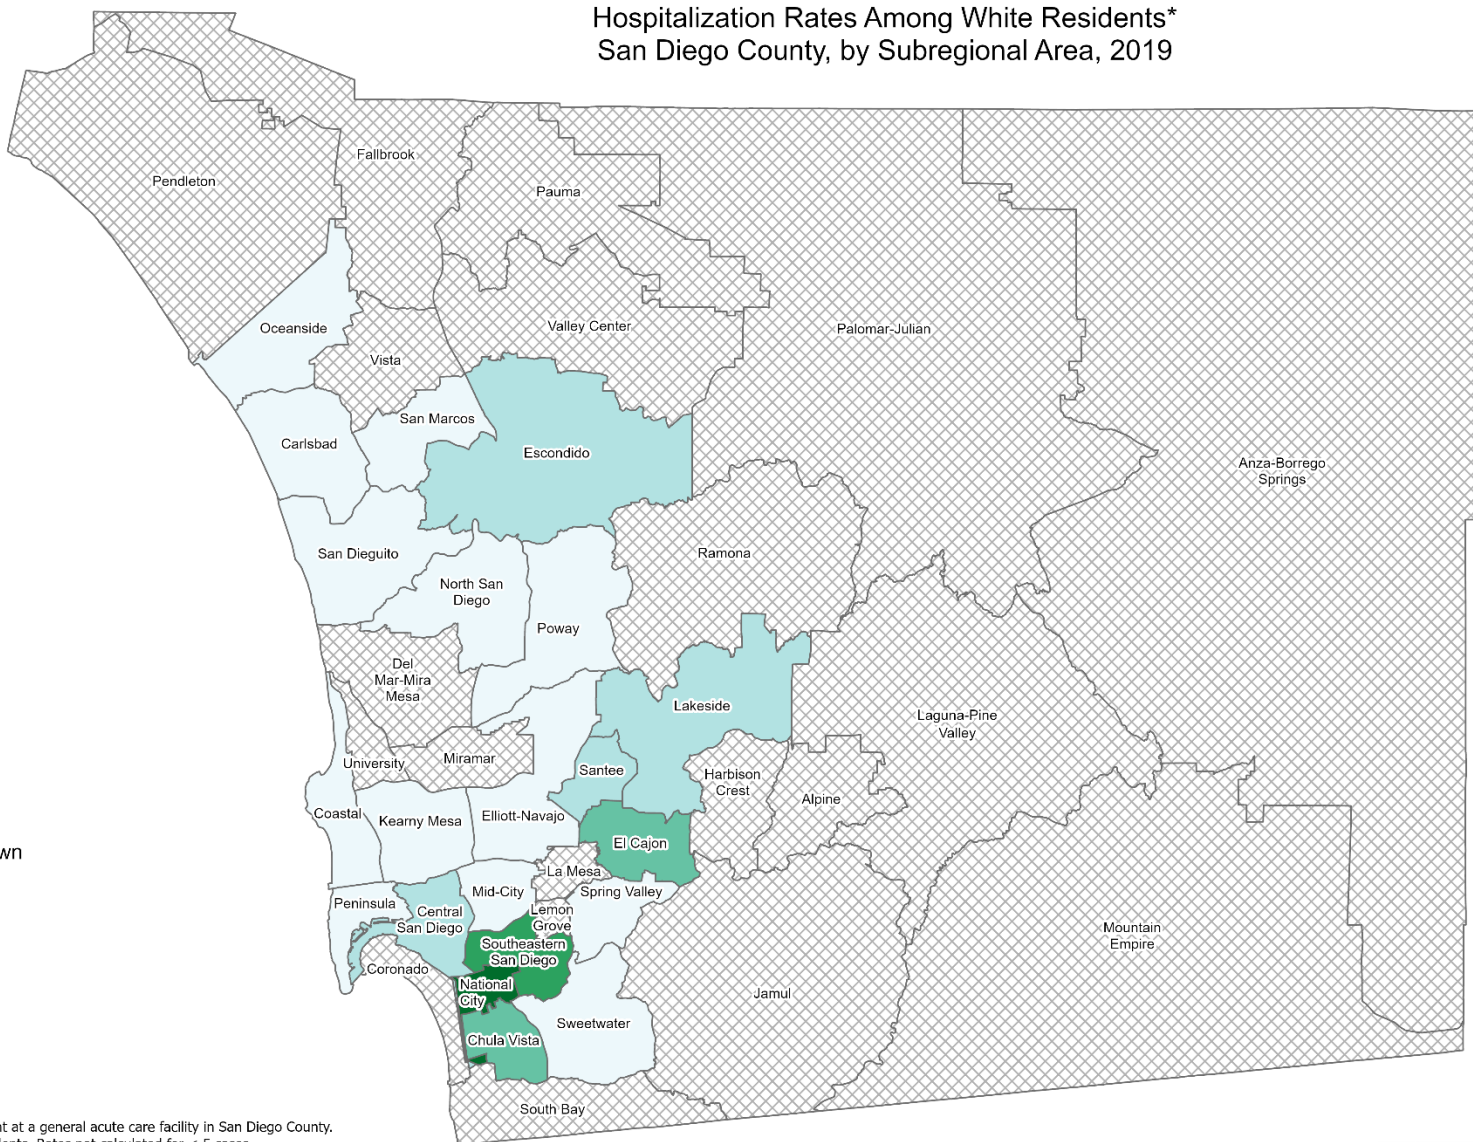 Hospitalization Rates Among White Residents*
San Diego County, by Subregional Area, 2019
Pendleton
Fallbrook
Pauma
Oceanside
Vista
Valley Center
Palomar-Julian
San Marcos
Carlsbad
Escondido
Anza-Borrego
Springs
San Dieguito
Ramona
North San
Diego
Poway
Del
Mar-Mira
Mesa
Lakeside
Laguna-Pine
Valley
University
Miramar
Santee
Harbison
Crest
Alpine
Coastal
Kearny Mesa
Elliott-Navajo
El Cajon
wn
La Mesa
Mid-City
Spring Valley
Peninsula
Central
San Diego
Lemon
Grove
Southeastern
San Diego
Mountain
Empire
Coronado
National
City
Jamul
Sweetwater
Chula Vista
South Bay
nt at a general acute care facility in San Diego County.